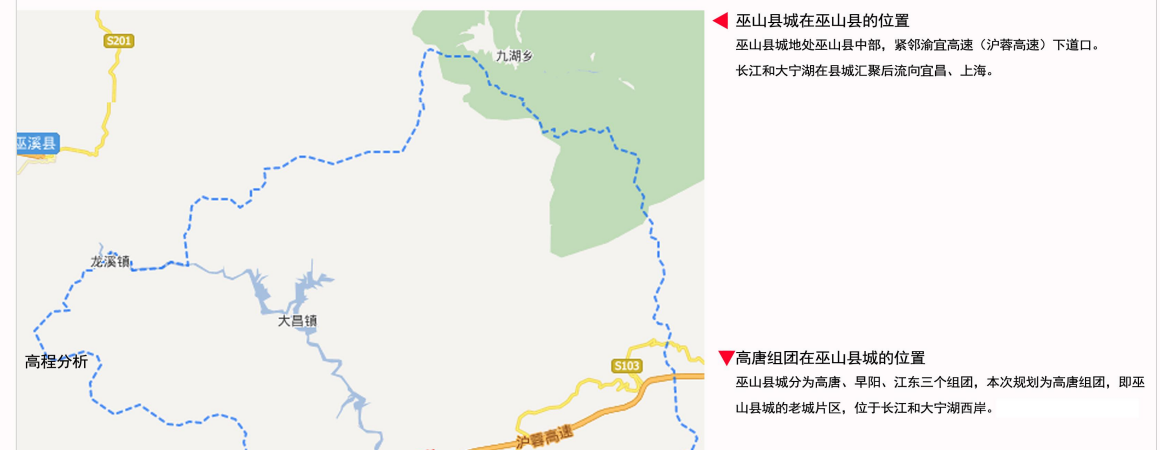 S201
九湖乡
巫溪县
龙溪镇
大昌镇
高程分析
S103
沪蓉高速
巫山县城在巫山县的位置
巫山县城地处巫山县中部，紧邻渝宜高速（沪蓉高速）下道口。
长江和大宁湖在县城汇聚后流向宜昌、上海。
高唐组团在巫山县城的位置
巫山县城分为高唐、早阳、江东三个组团，本次规划为高唐组团，即巫
山县城的老城片区，位于长江和大宁湖西岸。